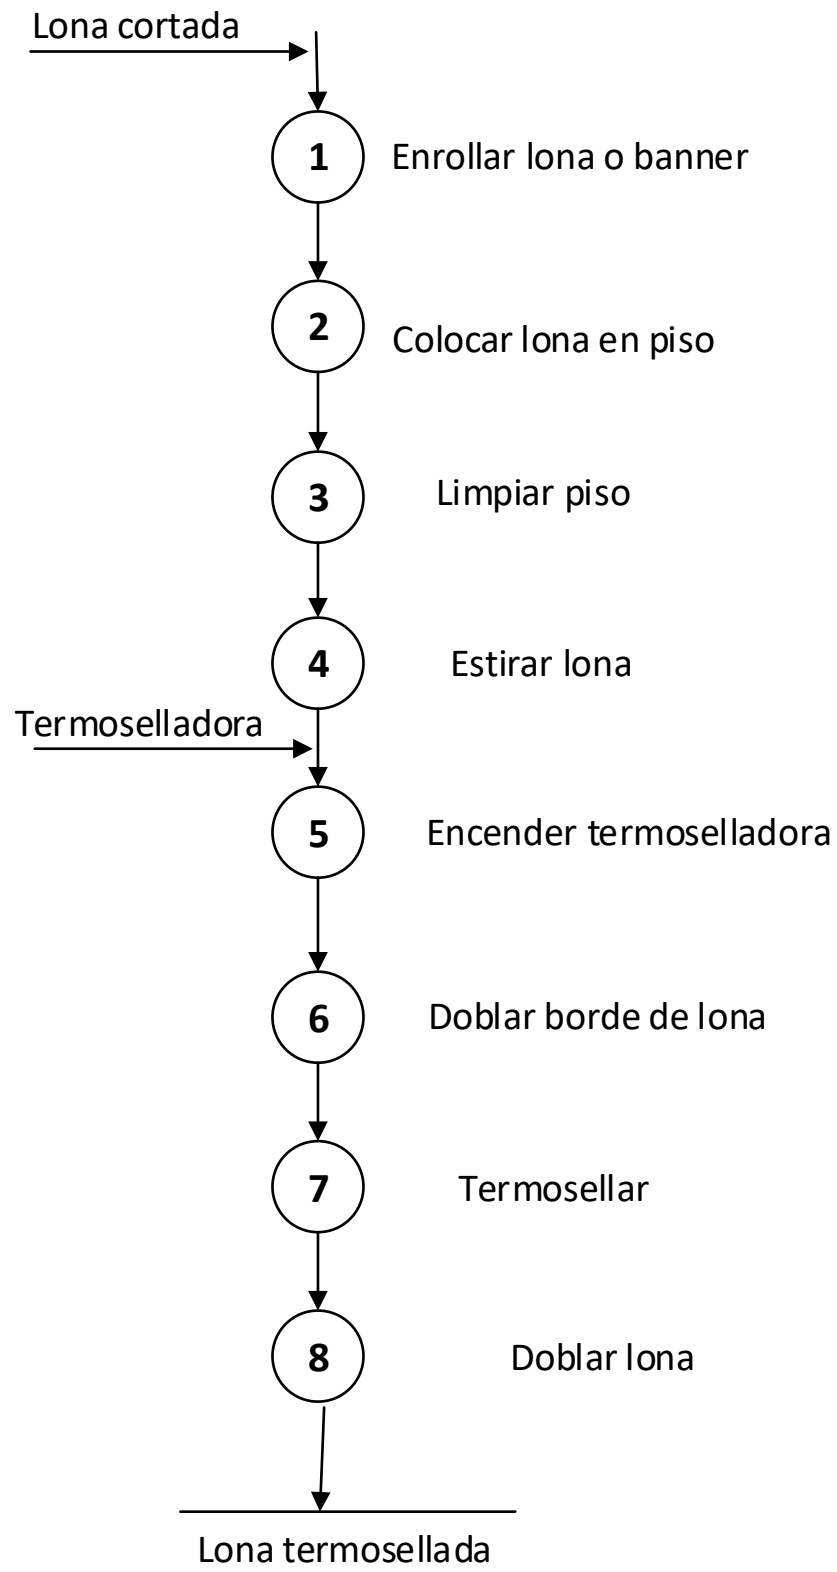 Lona cortada
1 Enrollar lona o banner
2 Colocar lona en piso
3 Limpiar piso
4 Estirar lona
Termoselladora
5 Encender termoselladora
6 Doblar borde de lona
7 Termosellar
8 Doblar lona
Lona termosellada